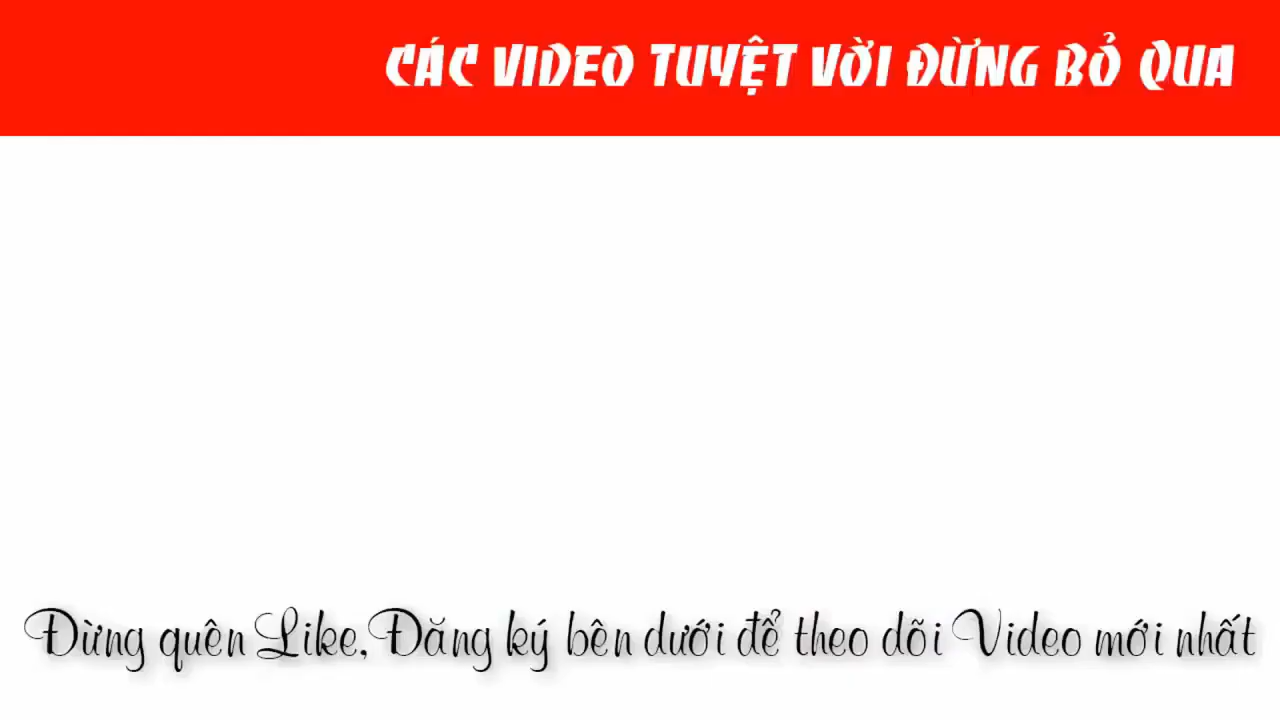 CÁC VIDEO TUYỆT VỜI ĐỪNG BỎ QUA
Đừng quên Like,Đăng ký bên dưới để theo dõi Video mới nhất